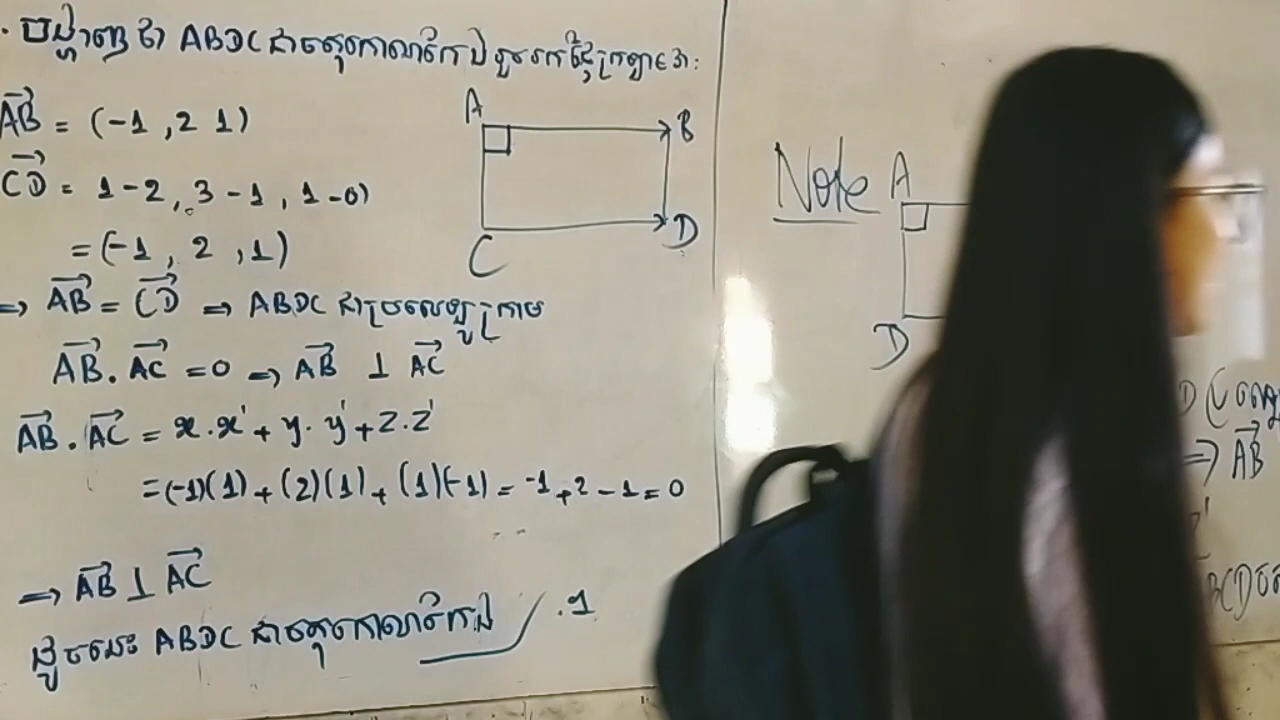 . បង្ហាញថា ABDC ជាចតុកោណកែង រួចរកផ្ទៃក្រឡា
A B
C D
AB = (-1 , 2 1)
CD = 1 - 2 , 3 - 1 , 1 - 0)
= (-1 , 2 , 1)
⇒ AB = CD ⇒ ABDC ជាប្រលេឡូក្រាម
AB . AC = 0 ⇒ AB ⊥ AC
AB . AC = x . x' + y . y' + z . z'
= (-1)(1) + (2)(1) + (1)(-1) = -1 + 2 - 1 = 0
⇒ AB ⊥ AC
ដូចនេះ ABDC ជាចតុកោណកែង
Note A
D
⇒ AB